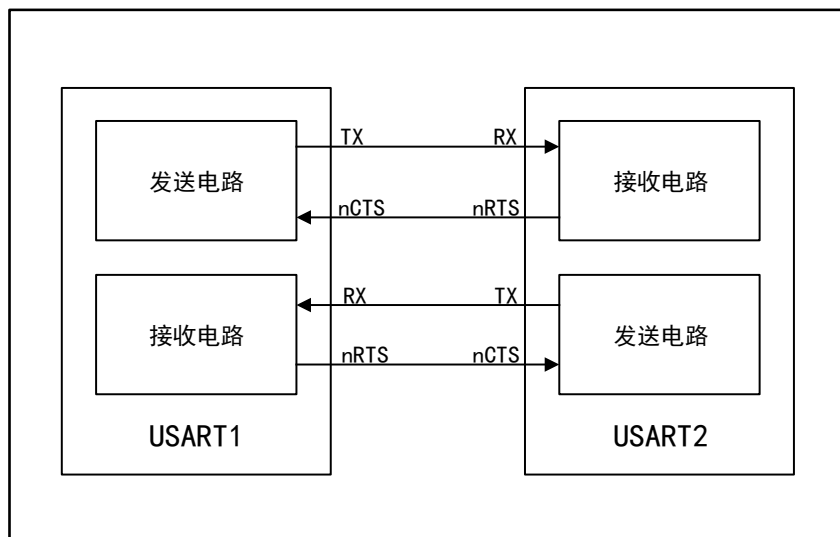 TX RX
发送电路 接收电路
nCTS nRTS
RX TX
接收电路 发送电路
nRTS nCTS
USART1 USART2